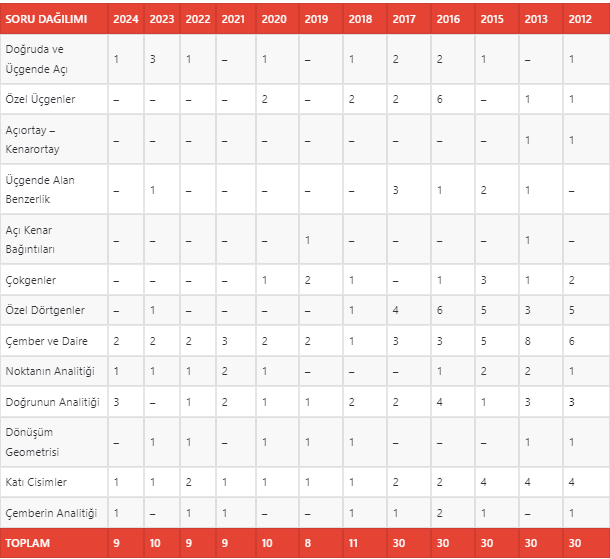 SORU DAĞILIMI 2024 2023 2022 2021 2020 2019 2018 2017 2016 2015 2013 2012
Doğruda ve
Üçgende Açı 1 3 1 – 1 – 1 2 2 1 – 1
Özel Üçgenler – – – – 2 – 2 2 6 – 1 1
Açıortay –
Kenarortay – – – – – – – – – – 1 1
Üçgende Alan
Benzerlik – 1 – – – – – 3 1 2 1 –
Açı Kenar
Bağıntıları – – – – – 1 – – – – 1 –
Çokgenler – – – – 1 2 1 – 1 3 1 2
Özel Dörtgenler – 1 – – – – 1 4 6 5 3 5
Çember ve Daire 2 2 2 3 2 2 1 3 3 5 8 6
Noktanın Analitiği 1 1 1 2 1 – – – 1 2 2 1
Doğrunun Analitiği 3 – 1 2 1 1 2 2 4 1 3 3
Dönüşüm
Geometrisi – 1 1 – 1 1 1 – – – 1 1
Katı Cisimler 1 1 2 1 1 1 1 2 2 4 4 4
Çemberin Analitiği 1 – 1 1 – – 1 1 2 1 – 1
TOPLAM 9 10 9 9 10 8 11 30 30 30 30 30